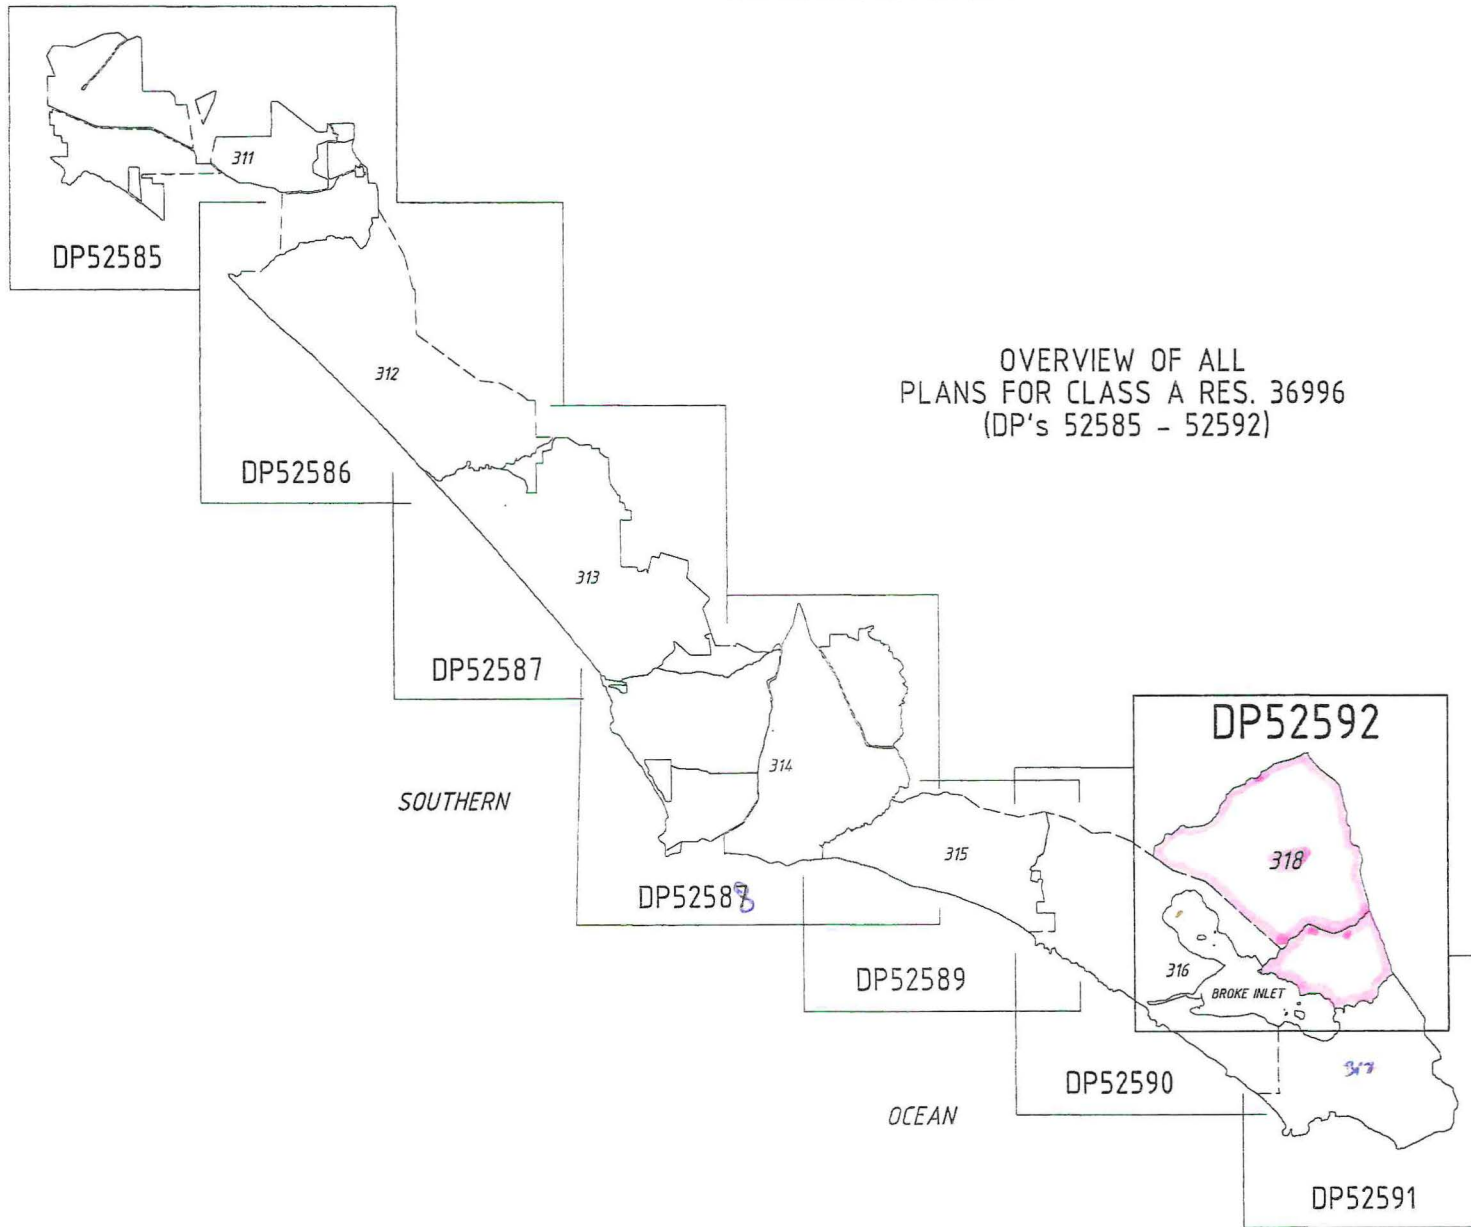 311
DP52585
OVERVIEW OF ALL
PLANS FOR CLASS A RES. 36996
(DP's 52585 - 52592)
312
DP52586
313
DP52587
DP52592
314
SOUTHERN
315
318
DP52588
316
DP52589
BROKE INLET
DP52590
OCEAN
DP52591